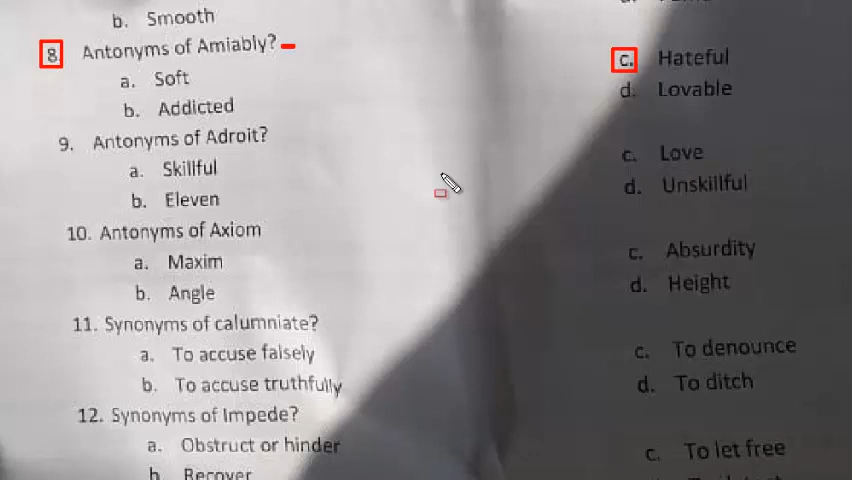 b. Smooth
8. Antonyms of Amiably?
a. Soft
b. Addicted
c. Hateful
d. Lovable
9. Antonyms of Adroit?
a. Skillful
b. Eleven
c. Love
d. Unskillful
10. Antonyms of Axiom
a. Maxim
b. Angle
c. Absurdity
d. Height
11. Synonyms of calumniate?
a. To accuse falsely
b. To accuse truthfully
c. To denounce
d. To ditch
12. Synonyms of Impede?
a. Obstruct or hinder
b Recover
c. To let free